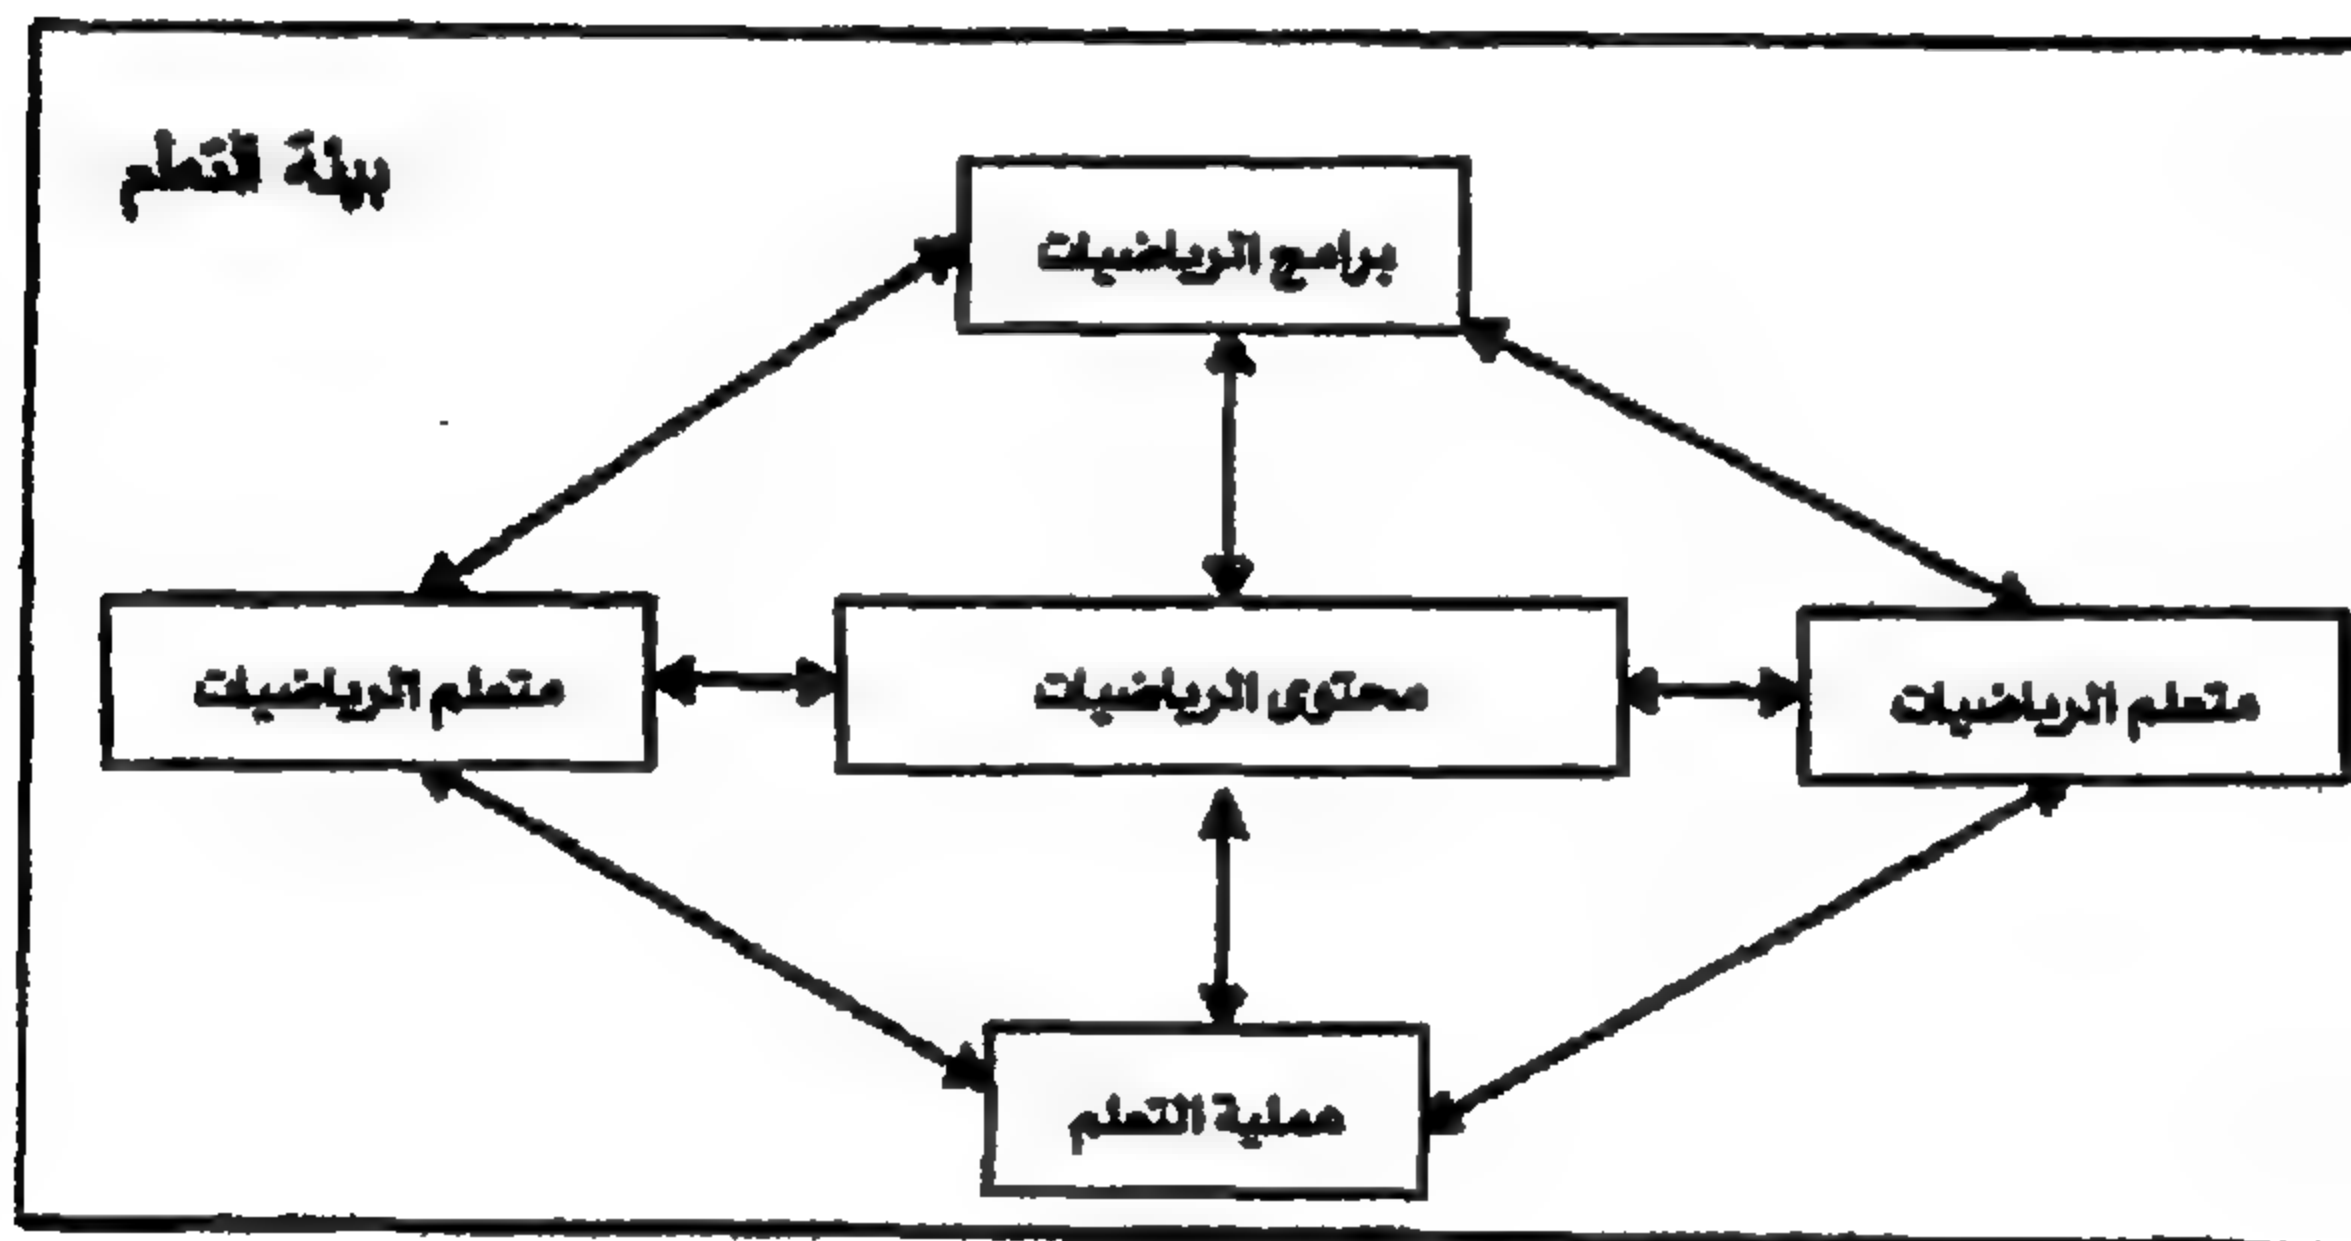 بيئة التعلم
برامج الرياضيات
متعلم الرياضيات
محتوى الرياضيات
متعلم الرياضيات
عملية التعلم